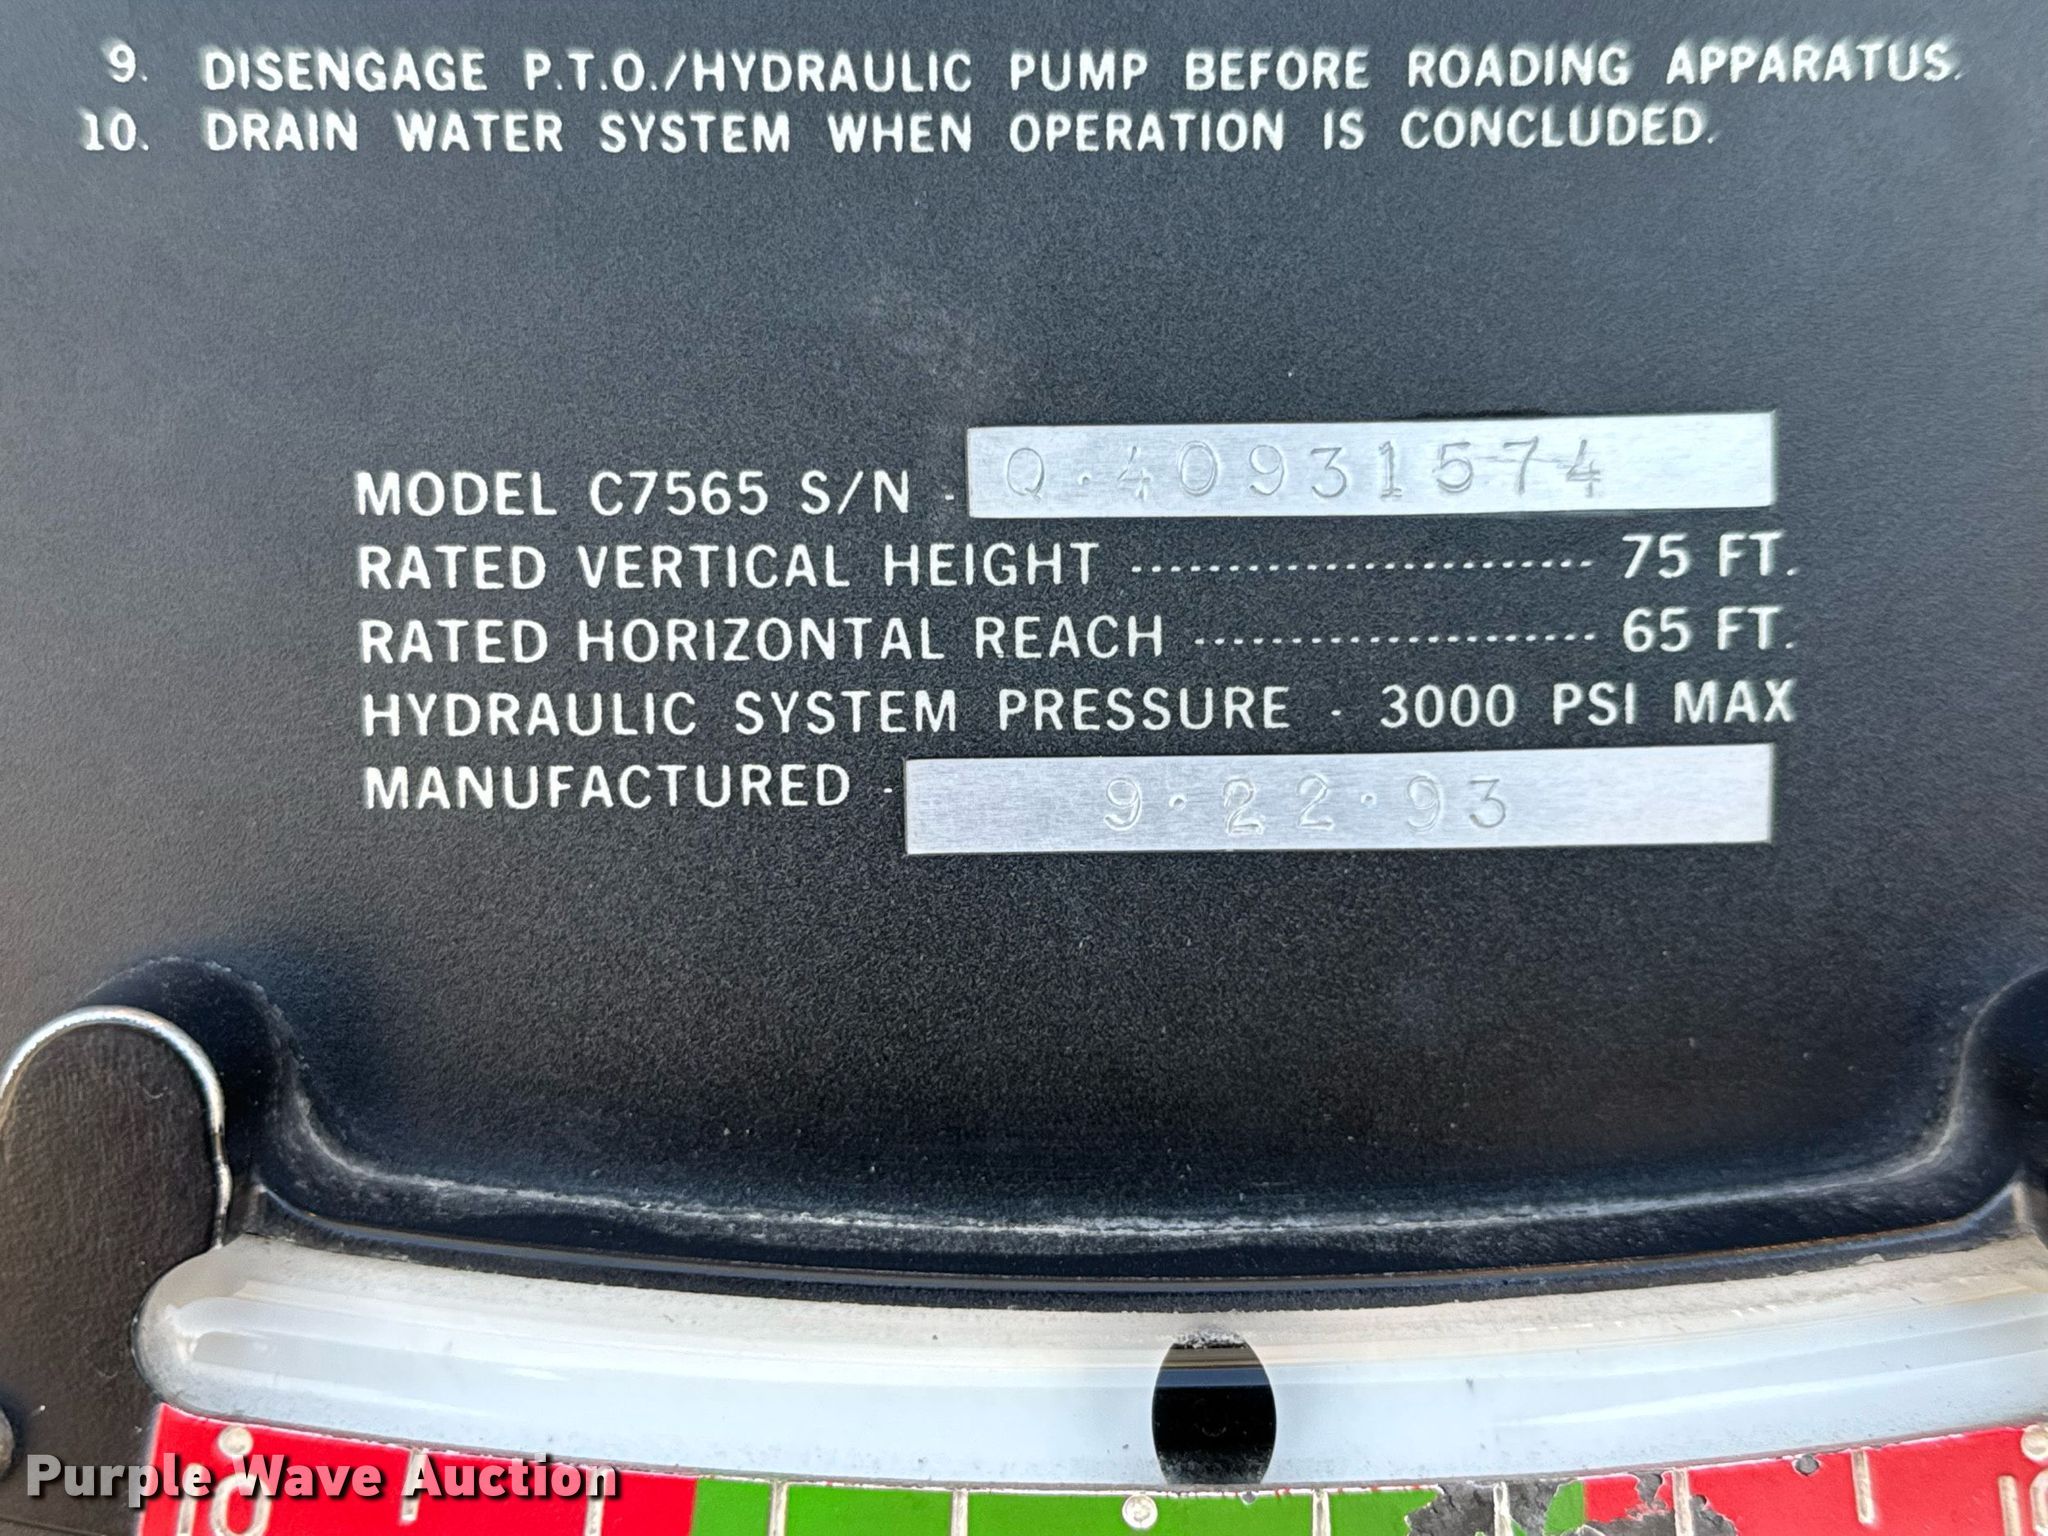 9. DISENGAGE P.T.O./HYDRAULIC PUMP BEFORE ROADING APPARATUS.
10. DRAIN WATER SYSTEM WHEN OPERATION IS CONCLUDED.
MODEL C7565 S/N - Q·40931574
RATED VERTICAL HEIGHT ------------------------ 75 FT.
RATED HORIZONTAL REACH --------------------- 65 FT.
HYDRAULIC SYSTEM PRESSURE - 3000 PSI MAX
MANUFACTURED - 9·22·93
10 10
Purple Wave Auction